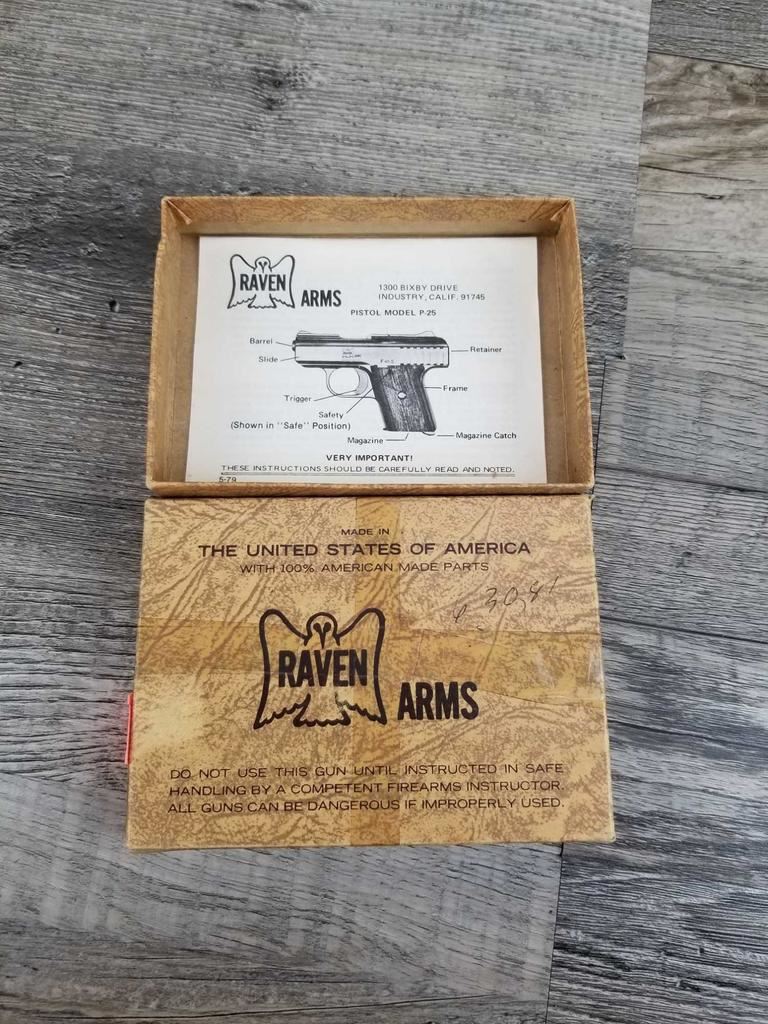 RAVEN
ARMS
1300 BIXBY DRIVE
INDUSTRY, CALIF. 91745
PISTOL MODEL P-25
Barrel
Slide
Retainer
Frame
Trigger
Safety
(Shown in "Safe" Position)
Magazine
Magazine Catch
VERY IMPORTANT!
THESE INSTRUCTIONS SHOULD BE CAREFULLY READ AND NOTED.
5-79
MADE IN
THE UNITED STATES OF AMERICA
WITH 100% AMERICAN MADE PARTS
RAVEN
ARMS
DO NOT USE THIS GUN UNTIL INSTRUCTED IN SAFE
HANDLING BY A COMPETENT FIREARMS INSTRUCTOR.
ALL GUNS CAN BE DANGEROUS IF IMPROPERLY USED.